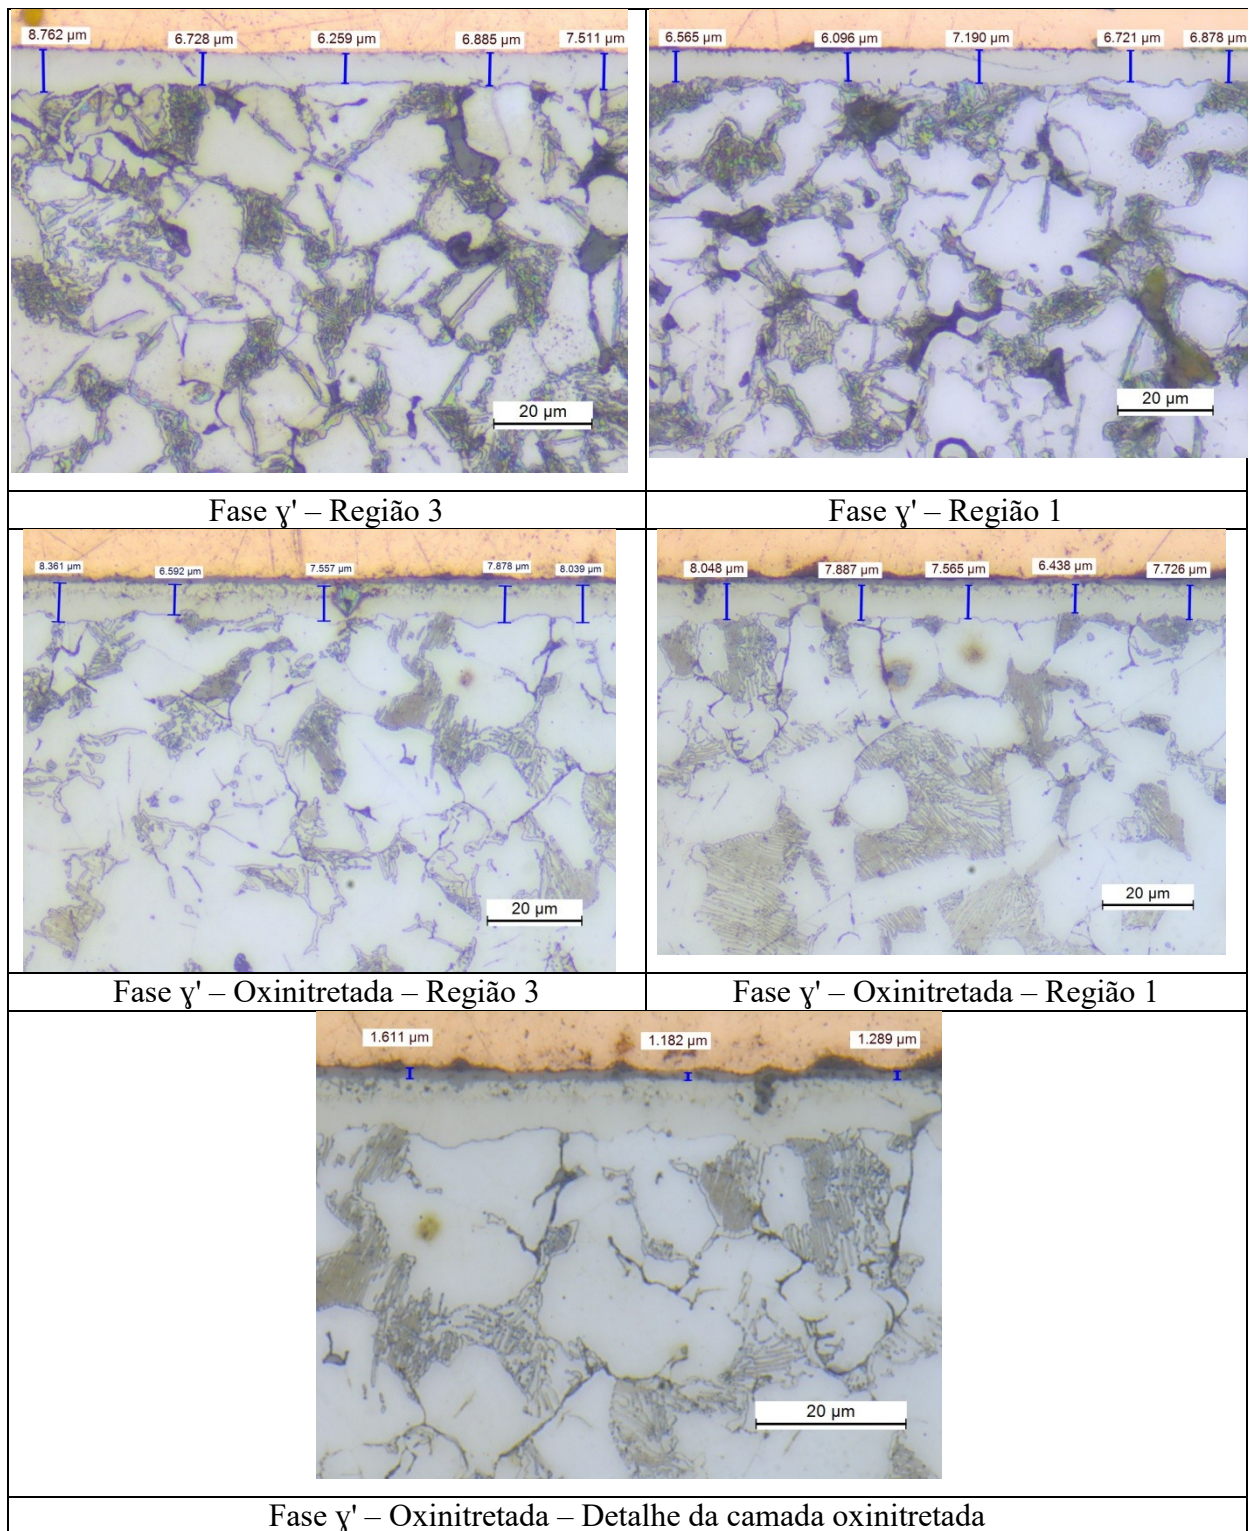 8.762 µm 6.728 µm 6.259 µm 6.885 µm 7.511 µm
20 µm
6.565 µm 6.096 µm 7.190 µm 6.721 µm 6.878 µm
20 µm
Fase ɣ' – Região 3
Fase ɣ' – Região 1
8.361 µm 6.592 µm 7.557 µm 7.878 µm 8.039 µm
20 µm
8.048 µm 7.887 µm 7.565 µm 6.438 µm 7.726 µm
20 µm
Fase ɣ' – Oxinitretada – Região 3
Fase ɣ' – Oxinitretada – Região 1
1.611 µm 1.182 µm 1.289 µm
20 µm
Fase ɣ' – Oxinitretada – Detalhe da camada oxinitretada